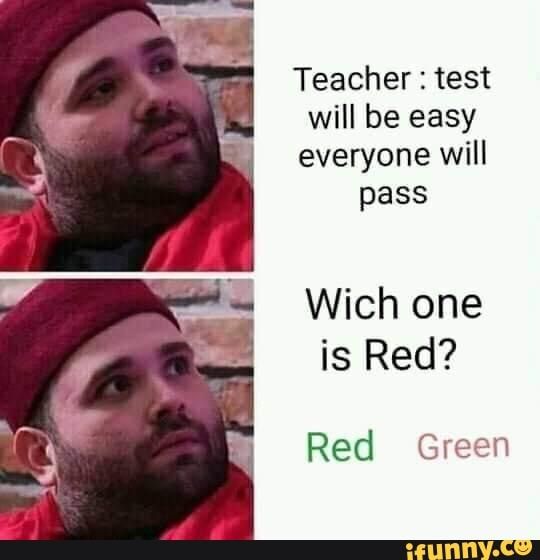 Teacher : test
will be easy
everyone will
pass
Wich one
is Red?
Red Green
ifunny.co